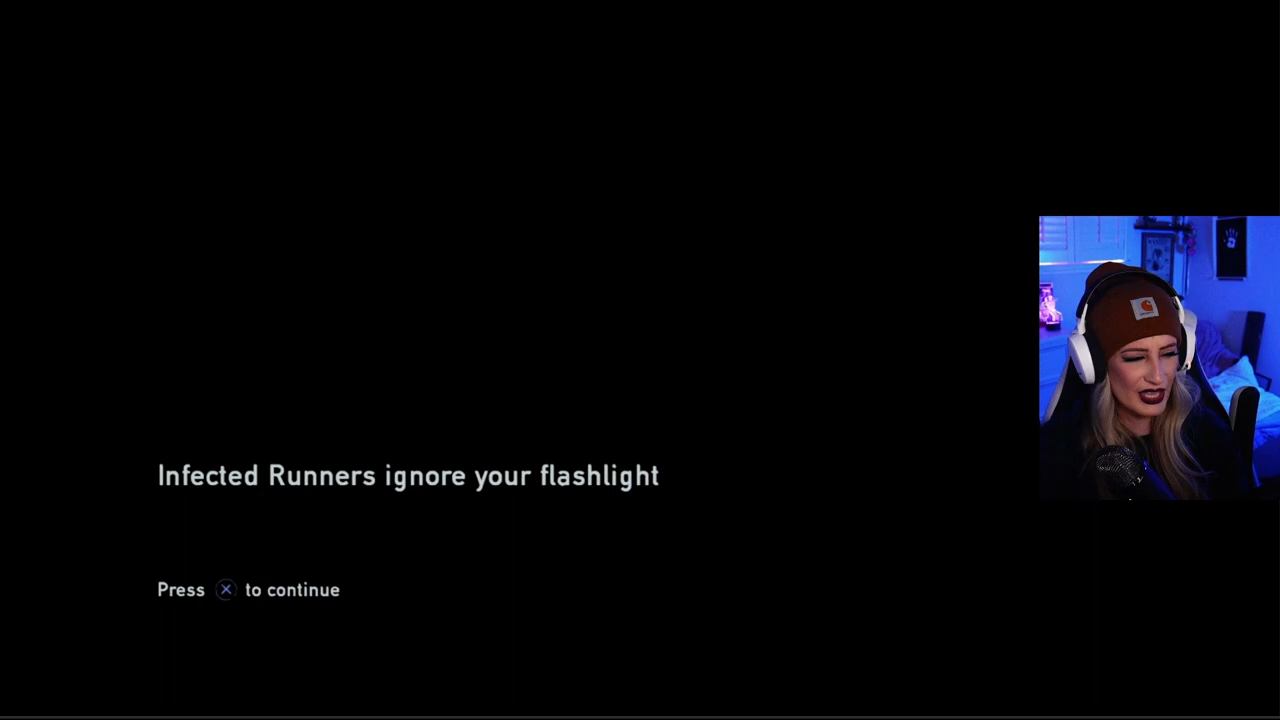 Infected Runners ignore your flashlight
Press ⓧ to continue